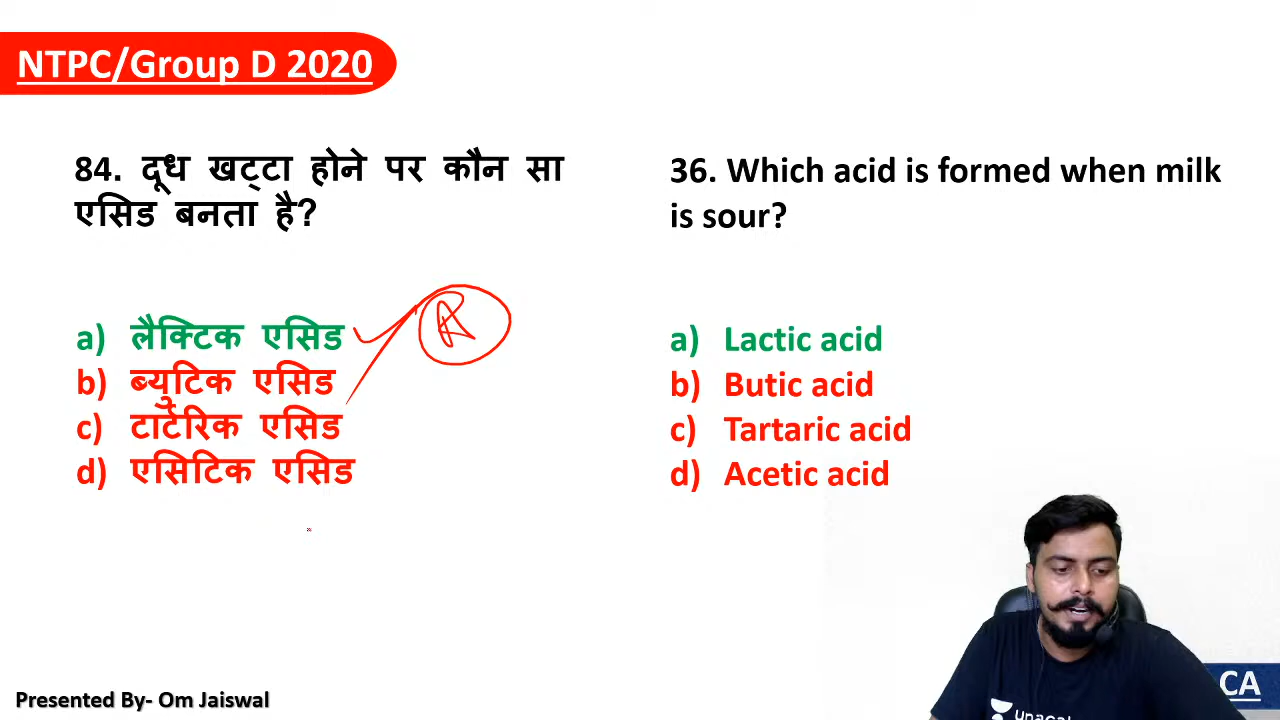 NTPC/Group D 2020
84. दूध खट्टा होने पर कौन सा
एसिड बनता है?
a) लैक्टिक एसिड
b) ब्युटिक एसिड
c) टार्टरिक एसिड
d) एसिटिक एसिड
A
36. Which acid is formed when milk
is sour?
a) Lactic acid
b) Butic acid
c) Tartaric acid
d) Acetic acid
Presented By- Om Jaiswal
CA